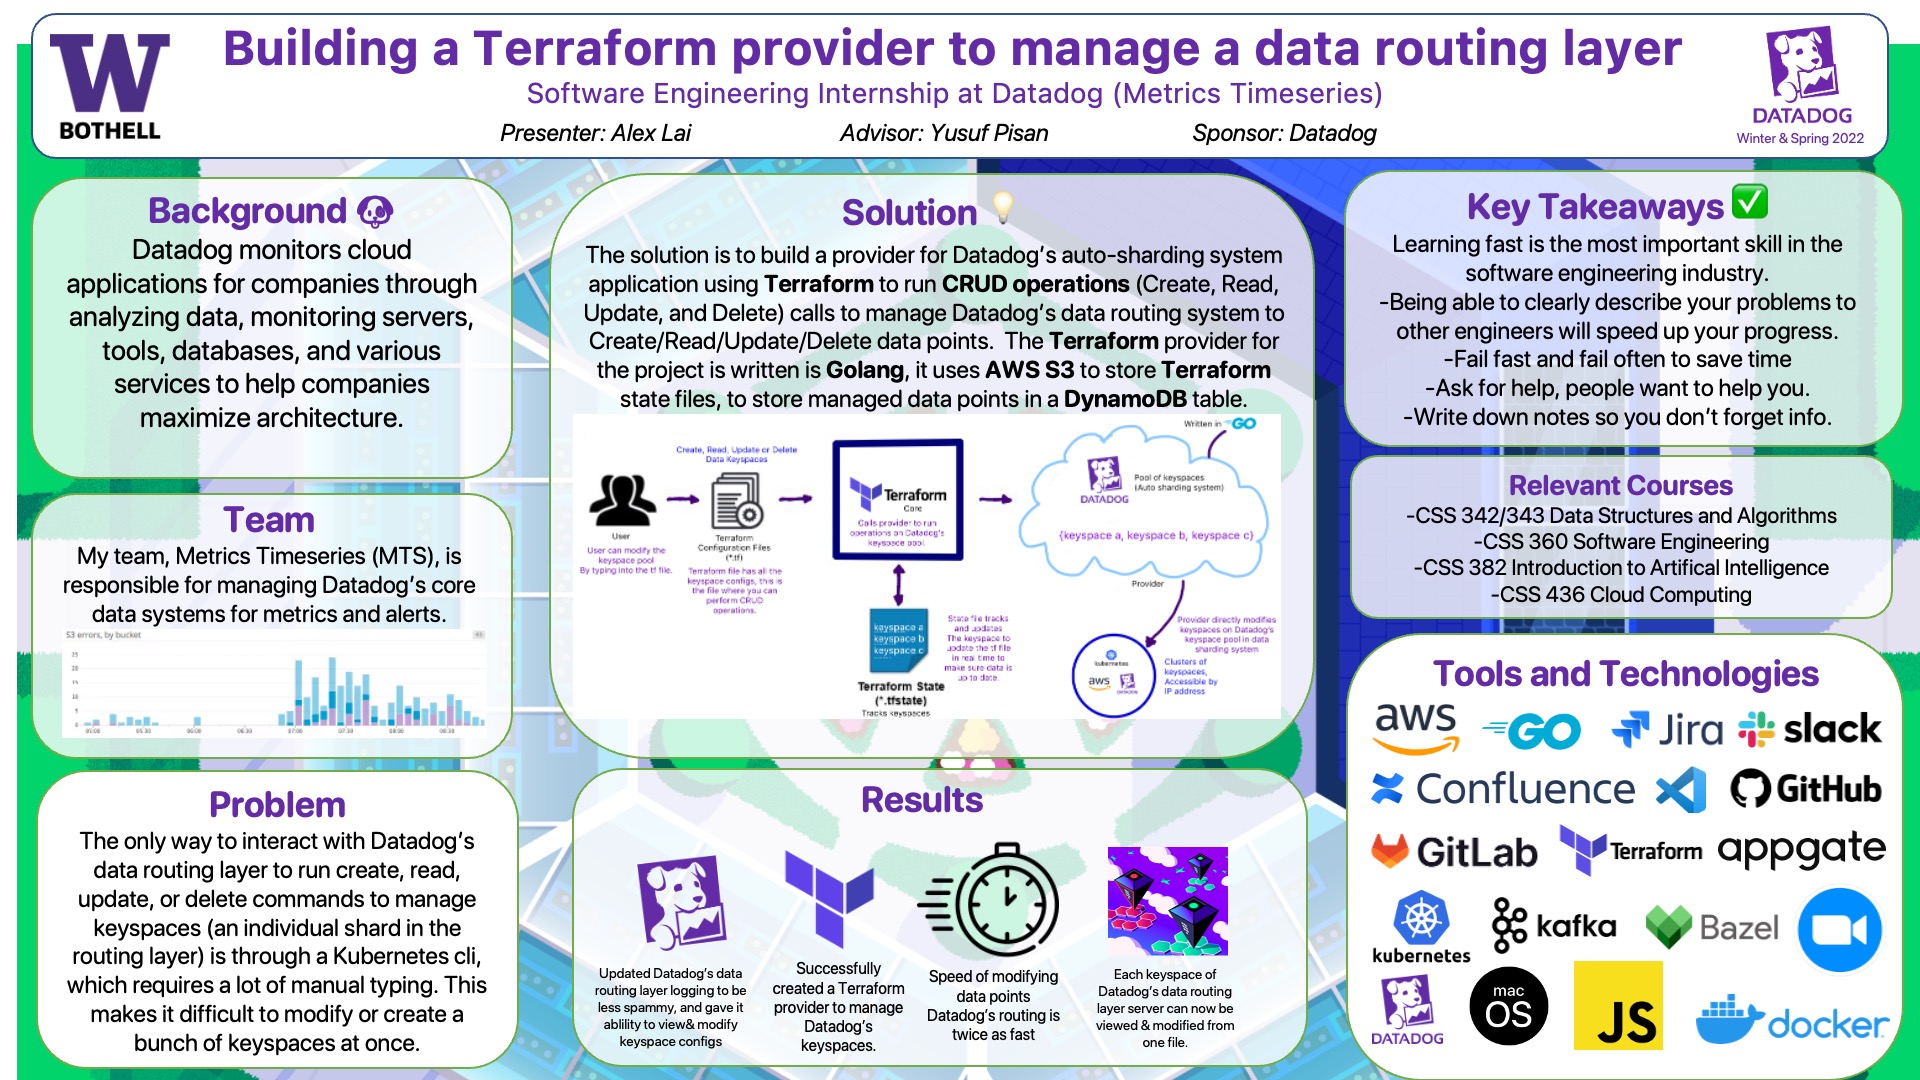 W
BOTHELL
Building a Terraform provider to manage a data routing layer
Software Engineering Internship at Datadog (Metrics Timeseries)
Presenter: Alex Lai
Advisor: Yusuf Pisan
Sponsor: Datadog
DATADOG
Winter & Spring 2022
Background
Datadog monitors cloud
applications for companies through
analyzing data, monitoring servers,
tools, databases, and various
services to help companies
maximize architecture.
Team
My team, Metrics Timeseries (MTS), is
responsible for managing Datadog's core
data systems for metrics and alerts.
S3 errors, by bucket
25
20
15
10
5
0
05:00 05:30 06:00 06:30 07:00 07:30 08:00 08:30
Problem
The only way to interact with Datadog's
data routing layer to run create, read,
update, or delete commands to manage
keyspaces (an individual shard in the
routing layer) is through a Kubernetes cli,
which requires a lot of manual typing. This
makes it difficult to modify or create a
bunch of keyspaces at once.
Solution
The solution is to build a provider for Datadog's auto-sharding system
application using Terraform to run CRUD operations (Create, Read,
Update, and Delete) calls to manage Datadog's data routing system to
Create/Read/Update/Delete data points. The Terraform provider for
the project is written is Golang, it uses AWS S3 to store Terraform
state files, to store managed data points in a DynamoDB table.
User
User can modify the
keyspace pool
By typing into the tf file.
Create, Read, Update or Delete
Data Keyspaces
Terraform
Configuration Files
(*.tf)
Terraform file has all the
keyspace configs, this is
the file where you can
perform CRUD
operations.
Terraform
Core
Calls provider to run
operations on Datadog's
keyspace pool.
keyspace a
keyspace b
keyspace c
Terraform State
(*.tfstate)
Tracks keyspaces
State file tracks
and updates
The keyspace to
update the tf file
in real time to
make sure data is
up to date.
Written in GO
DATADOG
Pool of keyspaces
(Auto sharding system)
{keyspace a, keyspace b, keyspace c}
Provider
Provider directly modifies
keyspaces on Datadog's
keyspace pool in data
sharding system
kubernetes
aws
DATADOG
Clusters of
keyspaces,
Accessible by
IP address
Results
Updated Datadog's data
routing layer logging to be
less spammy, and gave it
ablility to view& modify
keyspace configs
Successfully
created a Terraform
provider to manage
Datadog's
keyspaces.
Speed of modifying
data points
Datadog's routing is
twice as fast
Each keyspace of
Datadog's data routing
layer server can now be
viewed & modified from
one file.
Key Takeaways
Learning fast is the most important skill in the
software engineering industry.
-Being able to clearly describe your problems to
other engineers will speed up your progress.
-Fail fast and fail often to save time
-Ask for help, people want to help you.
-Write down notes so you don't forget info.
Relevant Courses
-CSS 342/343 Data Structures and Algorithms
-CSS 360 Software Engineering
-CSS 382 Introduction to Artifical Intelligence
-CSS 436 Cloud Computing
Tools and Technologies
aws GO Jira slack
Confluence GitHub
GitLab Terraform appgate
kubernetes kafka Bazel
DATADOG
mac
OS
JS
docker